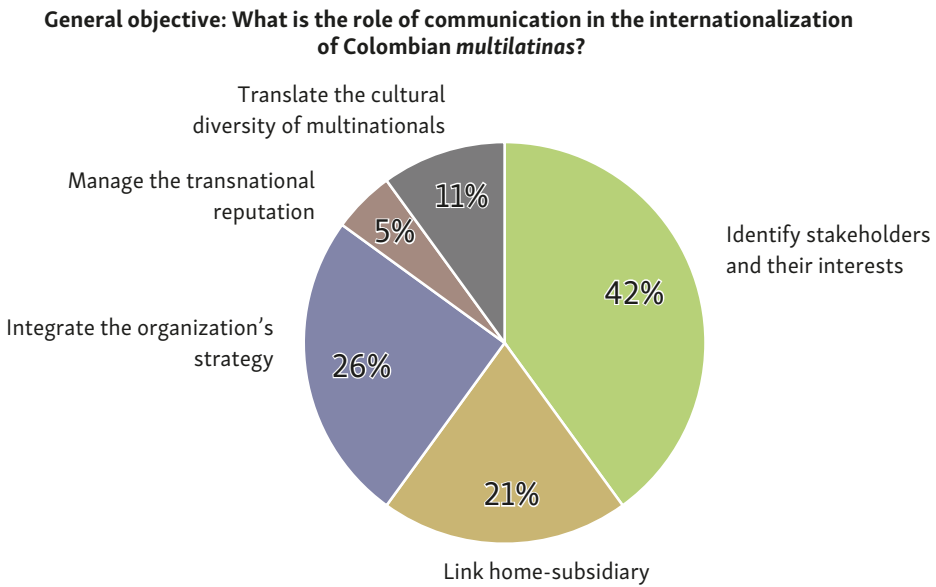 General objective: What is the role of communication in the internationalization
of Colombian multilatinas?
Translate the cultural
diversity of multinationals
11%
Manage the transnational
reputation
5%
Identify stakeholders
and their interests
42%
Integrate the organization's
strategy
26%
21%
Link home-subsidiary